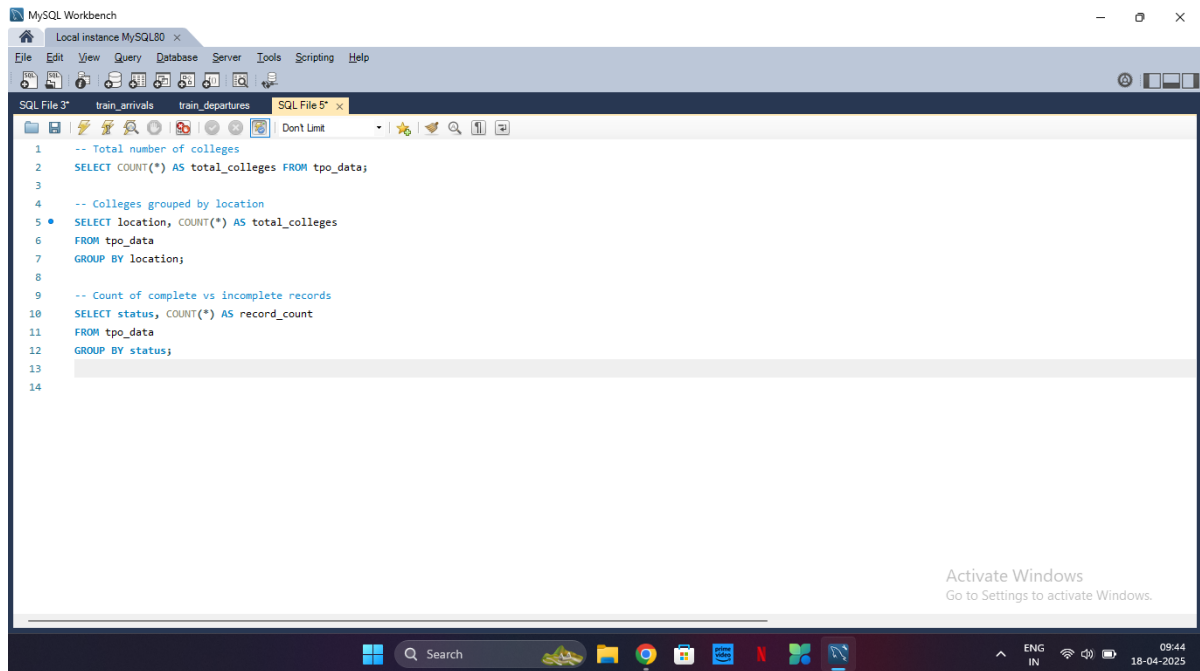 MySQL Workbench
Local instance MySQL80
File Edit View Query Database Server Tools Scripting Help
SQL File 3* train_arrivals train_departures SQL File 5*
Don't Limit
1 -- Total number of colleges
2 SELECT COUNT(*) AS total_colleges FROM tpo_data;
3
4 -- Colleges grouped by location
5 SELECT location, COUNT(*) AS total_colleges
6 FROM tpo_data
7 GROUP BY location;
8
9 -- Count of complete vs incomplete records
10 SELECT status, COUNT(*) AS record_count
11 FROM tpo_data
12 GROUP BY status;
13
14
Activate Windows
Go to Settings to activate Windows.
Search
prime video
N
ENG
IN
09:44
18-04-2025